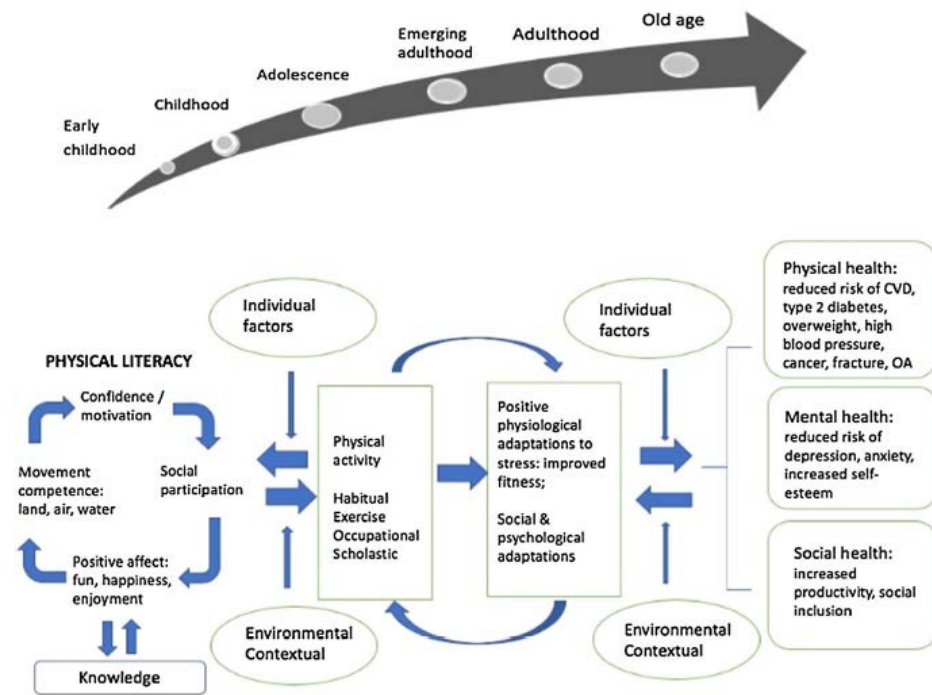 Early
childhood
Childhood
Adolescence
Emerging
adulthood
Adulthood
Old age
PHYSICAL LITERACY
Confidence /
motivation
Movement
competence:
land, air, water
Social
participation
Positive affect:
fun, happiness,
enjoyment
Knowledge
Individual
factors
Physical
activity
Habitual
Exercise
Occupational
Scholastic
Environmental
Contextual
Positive
physiological
adaptations to
stress: improved
fitness;
Social &
psychological
adaptations
Individual
factors
Environmental
Contextual
Physical health:
reduced risk of CVD,
type 2 diabetes,
overweight, high
blood pressure,
cancer, fracture, OA
Mental health:
reduced risk of
depression, anxiety,
increased self-
esteem
Social health:
increased
productivity, social
inclusion